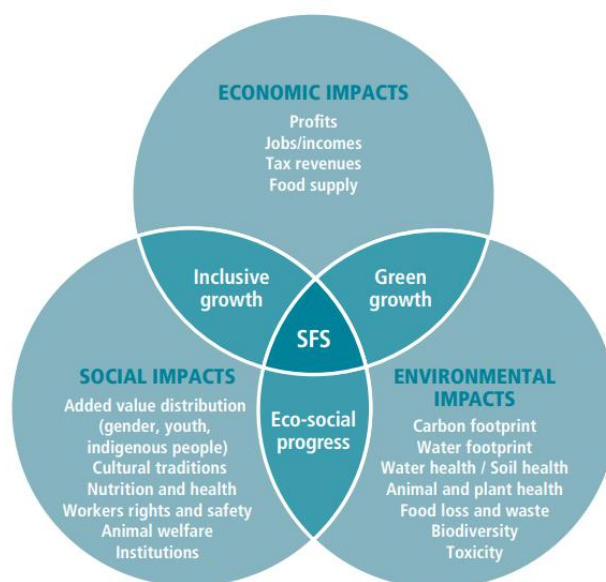 ECONOMIC IMPACTS
Profits
Jobs/incomes
Tax revenues
Food supply
Inclusive
growth
Green
growth
SFS
SOCIAL IMPACTS
Added value distribution
(gender, youth,
indigenous people)
Cultural traditions
Nutrition and health
Workers rights and safety
Animal welfare
Institutions
Eco-social
progress
ENVIRONMENTAL
IMPACTS
Carbon footprint
Water footprint
Water health / Soil health
Animal and plant health
Food loss and waste
Biodiversity
Toxicity